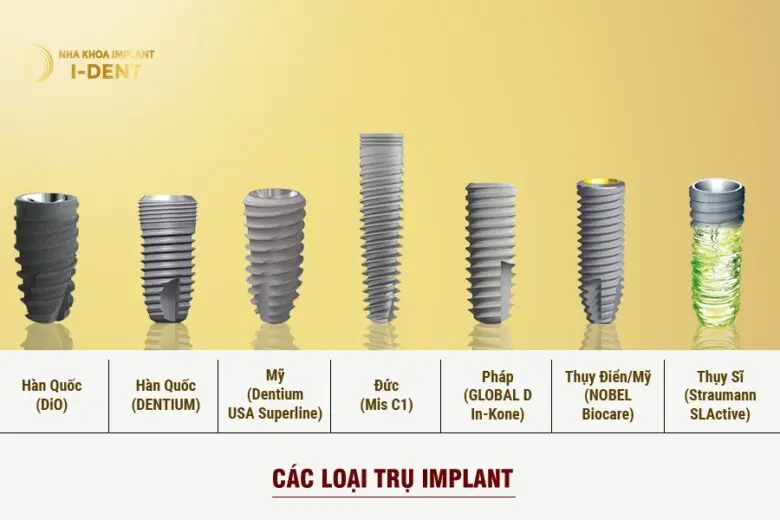 NHA KHOA IMPLANT
I-DENT
Hàn Quốc
(DiO)
Hàn Quốc
(DENTIUM)
Mỹ
(Dentium
USA Superline)
Đức
(Mis C1)
Pháp
(GLOBAL D
In-Kone)
Thụy Điển/Mỹ
(NOBEL
Biocare)
Thụy Sĩ
(Straumann
SLActive)
CÁC LOẠI TRỤ IMPLANT